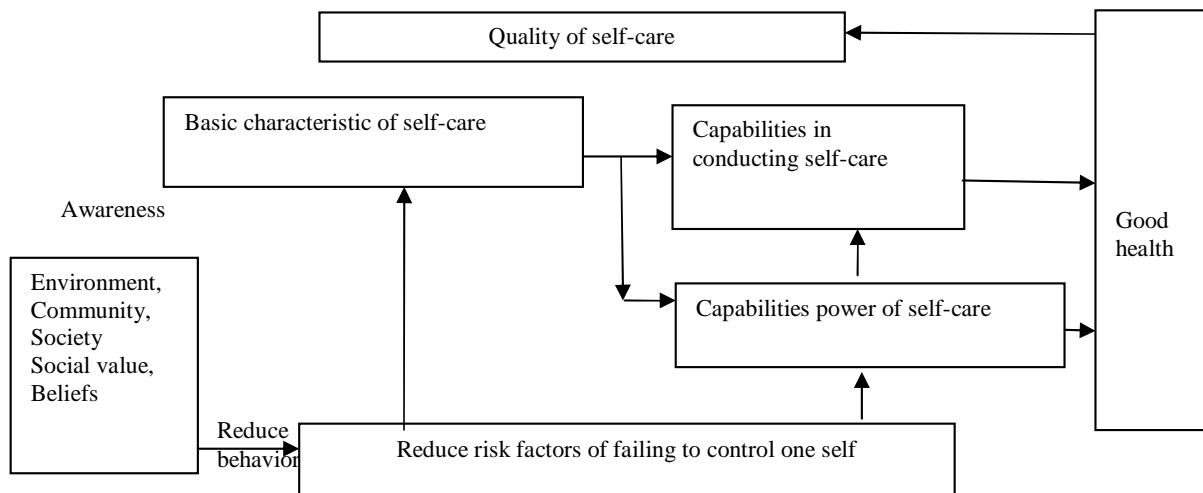 Quality of self-care
Basic characteristic of self-care
Capabilities in
conducting self-care
Awareness
Good
health
Environment,
Community,
Society
Social value,
Beliefs
Capabilities power of self-care
Reduce
behavior
Reduce risk factors of failing to control one self